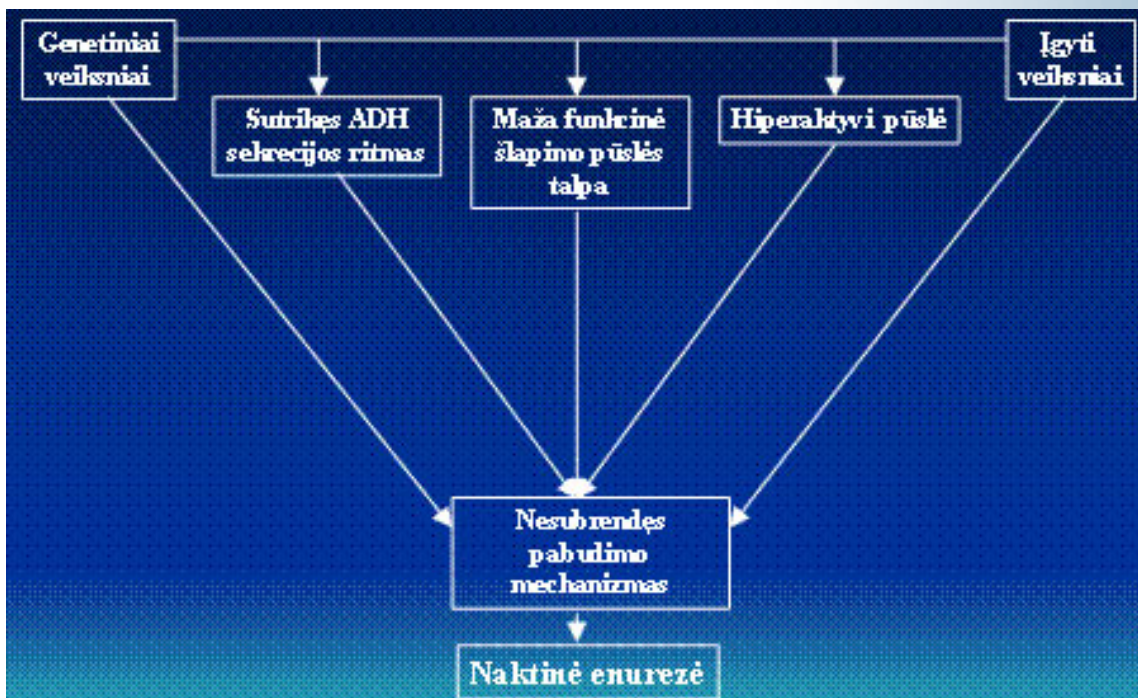 Genetiniai
veiksniai
Įgyti
veiksniai
Sutrikęs ADH
sekrecijos ritmas
Maža funkcinė
šlapimo pūslės
talpa
Hiperaktyvi pūslė
Nesubrendęs
pabudimo
mechanizmas
Naktinė enurezė